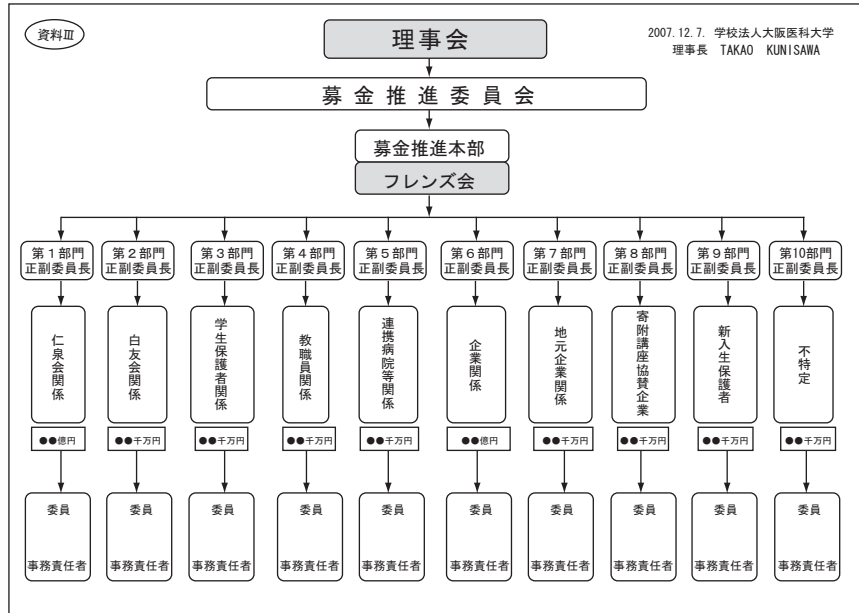 資料Ⅲ
2007.12.7. 学校法人大阪医科大学
理事長 TAKAO KUNISAWA
理事会
募金推進委員会
募金推進本部
フレンズ会
第1部門
正副委員長
第2部門
正副委員長
第3部門
正副委員長
第4部門
正副委員長
第5部門
正副委員長
第6部門
正副委員長
第7部門
正副委員長
第8部門
正副委員長
第9部門
正副委員長
第10部門
正副委員長
仁泉会関係
白友会関係
学生保護者関係
教職員関係
連携病院等関係
企業関係
地元企業関係
寄附講座協賛企業
新入生保護者
不特定
●●億円
●●千万円
●●千万円
●●千万円
●●千万円
●●億円
●●千万円
●●千万円
●●千万円
●●千万円
委員
事務責任者
委員
事務責任者
委員
事務責任者
委員
事務責任者
委員
事務責任者
委員
事務責任者
委員
事務責任者
委員
事務責任者
委員
事務責任者
委員
事務責任者